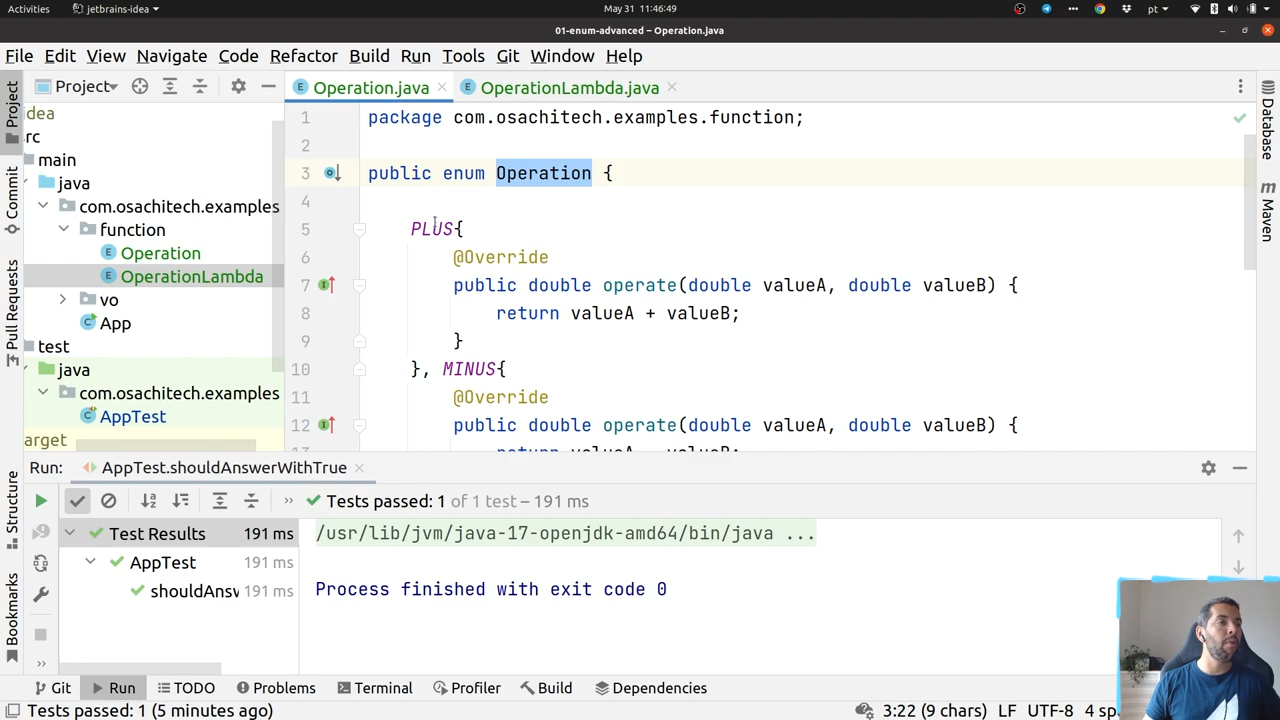 Activities
jetbrains-idea
May 31 11:46:49
pt
01-enum-advanced – Operation.java
File Edit View Navigate Code Refactor Build Run Tools Git Window Help
Project
Operation.java
OperationLambda.java
Project
Commit
Pull Requests
Structure
Bookmarks
idea
rc
main
java
com.osachitech.examples
function
Operation
OperationLambda
vo
App
test
java
com.osachitech.examples
AppTest
arget
1 package com.osachitech.examples.function;
2
3 public enum Operation {
4
5 PLUS{
6 @Override
7 public double operate(double valueA, double valueB) {
8 return valueA + valueB;
9 }
10 }, MINUS{
11 @Override
12 public double operate(double valueA, double valueB) {
return valueA - valueB;
Database
Maven
Run: AppTest.shouldAnswerWithTrue
Tests passed: 1 of 1 test – 191 ms
Test Results 191 ms
AppTest 191 ms
shouldAnsw 191 ms
/usr/lib/jvm/java-17-openjdk-amd64/bin/java ...
Process finished with exit code 0
Git Run TODO Problems Terminal Profiler Build Dependencies
Tests passed: 1 (5 minutes ago)
3:22 (9 chars) LF UTF-8 4 sp